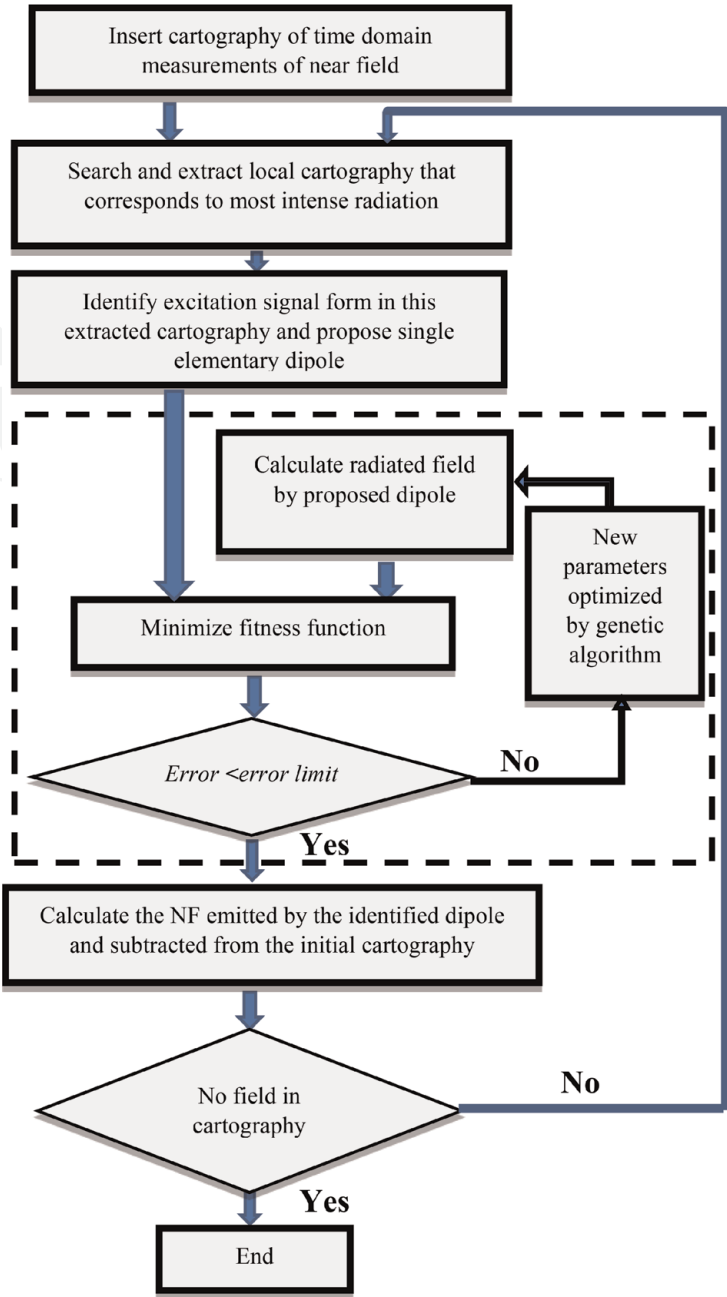 Insert cartography of time domain
measurements of near field
Search and extract local cartography that
corresponds to most intense radiation
Identify excitation signal form in this
extracted cartography and propose single
elementary dipole
Calculate radiated field
by proposed dipole
New
parameters
optimized
by genetic
algorithm
Minimize fitness function
Error <error limit
No
Yes
Calculate the NF emitted by the identified dipole
and subtracted from the initial cartography
No field in
cartography
No
Yes
End